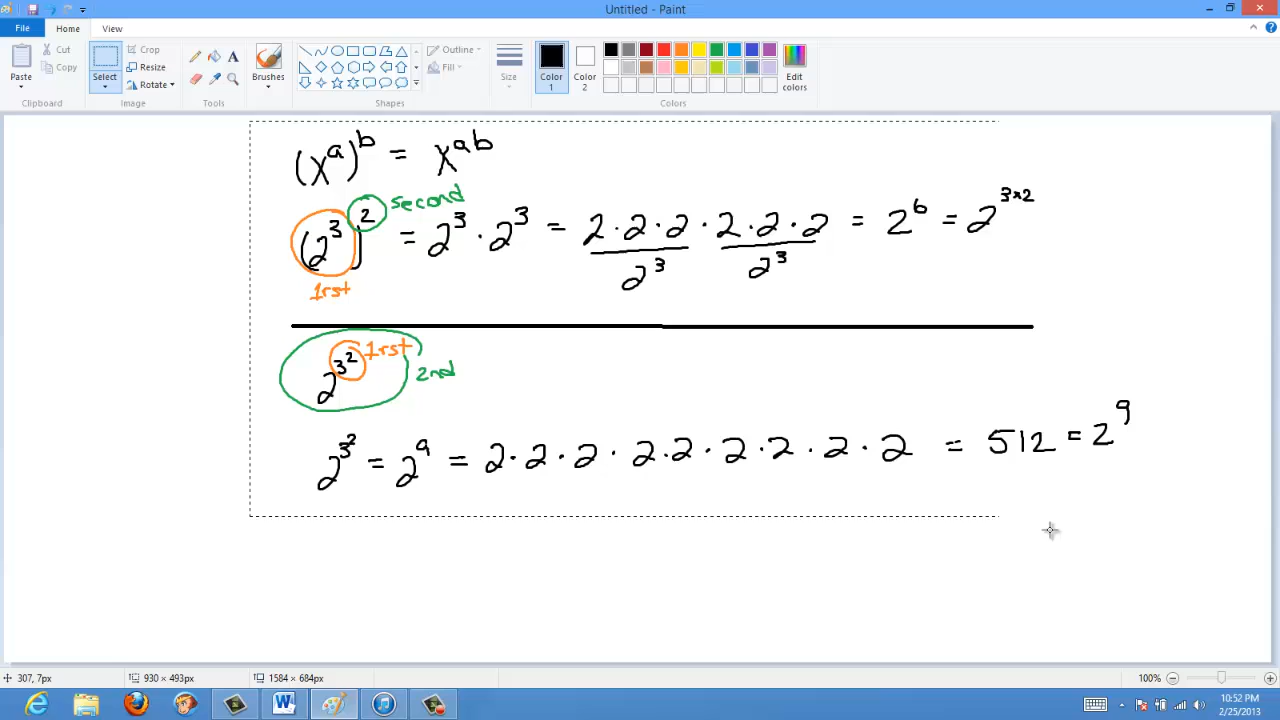 Untitled - Paint
File Home View
Paste Cut Copy Clipboard
Select Crop Resize Rotate Image
Tools
Brushes
Shapes Outline Fill
Size
Color 1 Color 2 Edit colors Colors
(x^a)^b = x^ab
(2^3)^2 second = 2^3 · 2^3 = 2·2·2 · 2·2·2 = 2^6 = 2^3×2
2^3 2^3
1rst
2^3^2 1rst
2nd
2^3^2 = 2^9 = 2·2·2·2·2·2·2·2·2 = 512 = 2^9
307, 7px 930 × 493px 1584 × 684px 100%
10:52 PM
2/25/2013